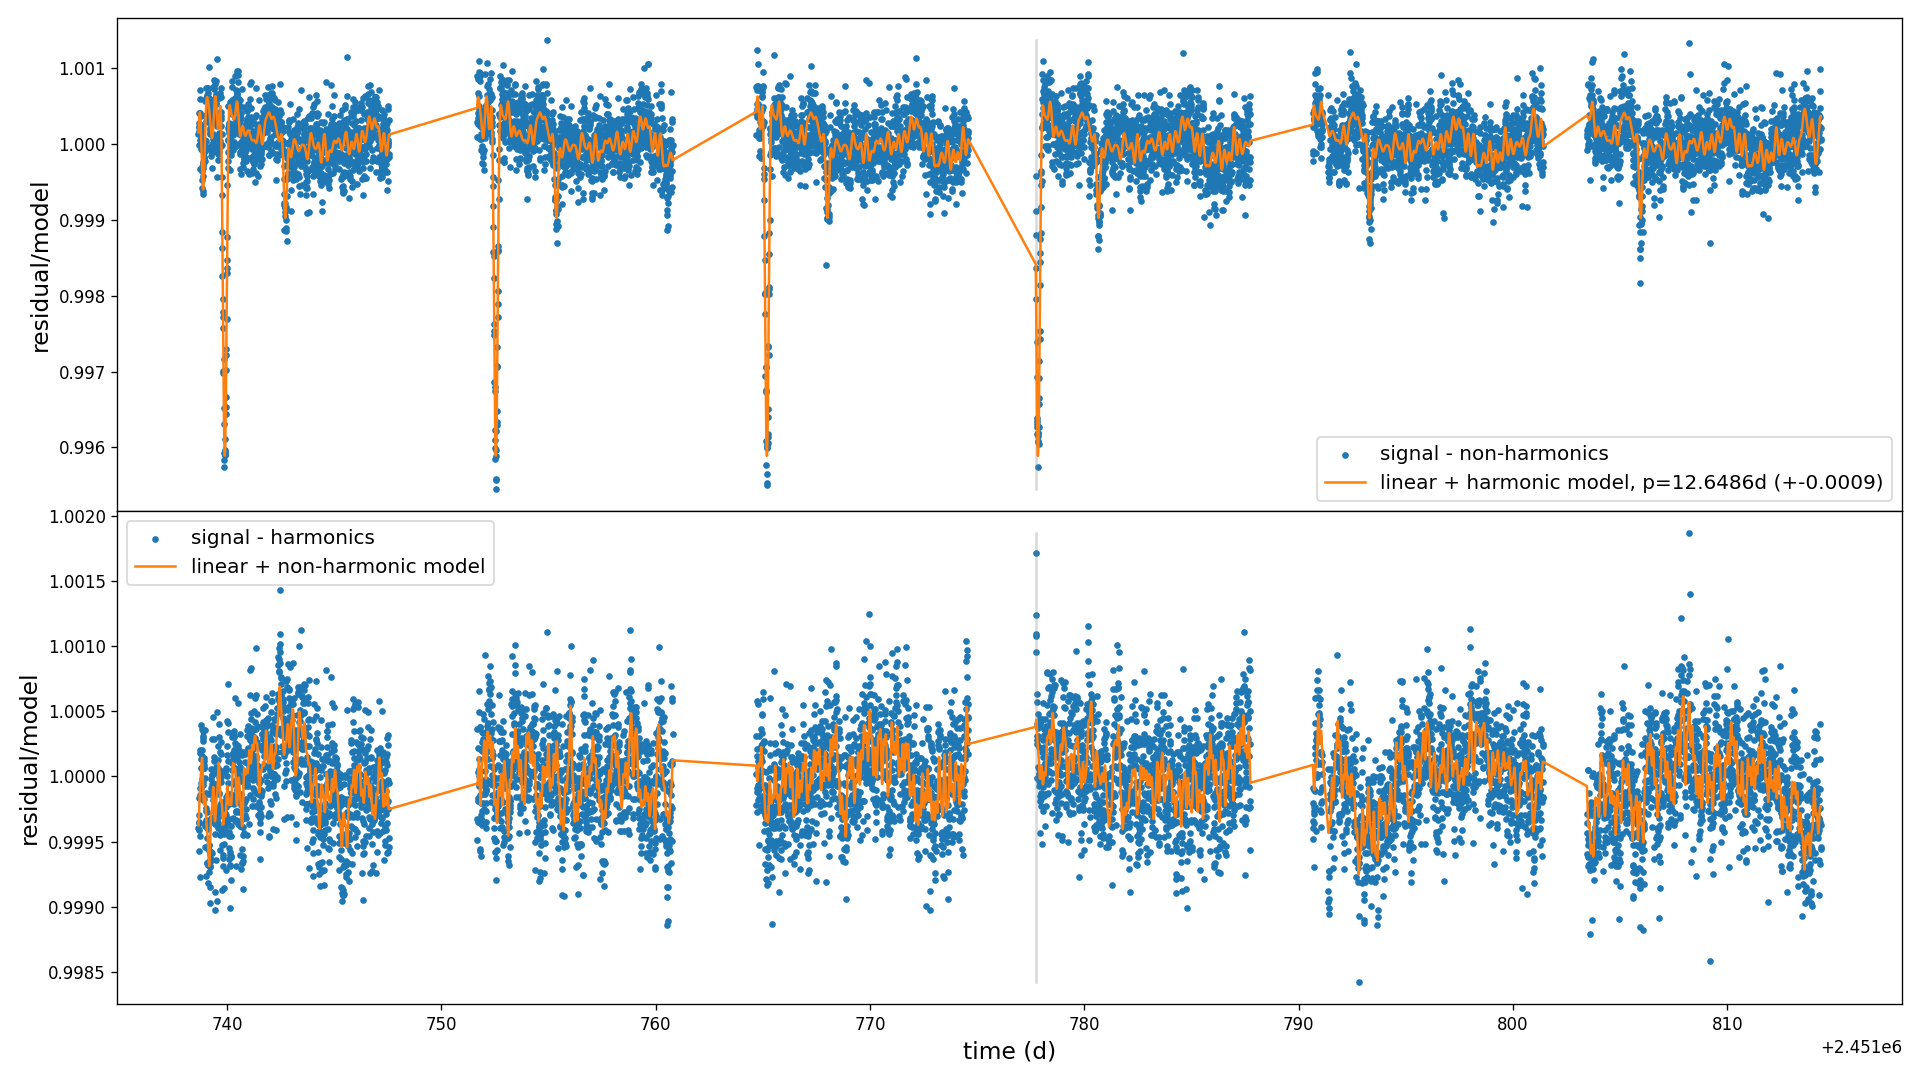 residual/model
1.001
1.000
0.999
0.998
0.997
0.996
signal - non-harmonics
linear + harmonic model, p=12.6486d (+-0.0009)
residual/model
1.0020
1.0015
1.0010
1.0005
1.0000
0.9995
0.9990
0.9985
signal - harmonics
linear + non-harmonic model
740 750 760 770 780 790 800 810
time (d)
+2.451e6